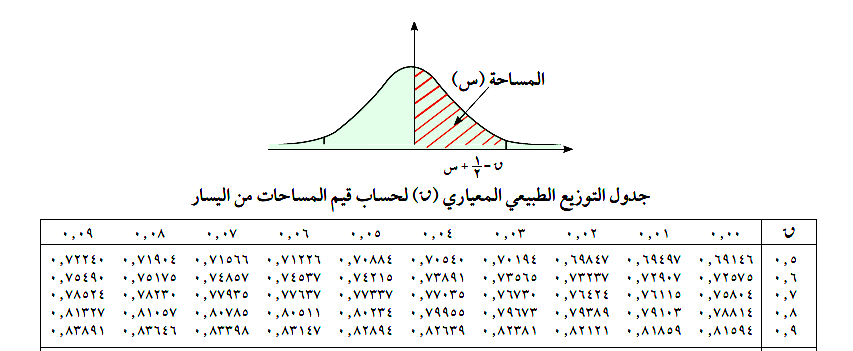 المساحة (س)
ن = ١/٢ + س
جدول التوزيع الطبيعي المعياري (ن) لحساب قيم المساحات من اليسار
ن ٠,٠٠ ٠,٠١ ٠,٠٢ ٠,٠٣ ٠,٠٤ ٠,٠٥ ٠,٠٦ ٠,٠٧ ٠,٠٨ ٠,٠٩
٠,٥ ٠,٦٩١٤٦ ٠,٦٩٤٩٧ ٠,٦٩٨٤٧ ٠,٧٠١٩٤ ٠,٧٠٥٤٠ ٠,٧٠٨٨٤ ٠,٧١٢٢٦ ٠,٧١٥٦٦ ٠,٧١٩٠٤ ٠,٧٢٢٤٠
٠,٦ ٠,٧٢٥٧٥ ٠,٧٢٩٠٧ ٠,٧٣٢٣٧ ٠,٧٣٥٦٥ ٠,٧٣٨٩١ ٠,٧٤٢١٥ ٠,٧٤٥٣٧ ٠,٧٤٨٥٧ ٠,٧٥١٧٥ ٠,٧٥٤٩٠
٠,٧ ٠,٧٥٨٠٤ ٠,٧٦١١٥ ٠,٧٦٤٢٤ ٠,٧٦٧٣٠ ٠,٧٧٠٣٥ ٠,٧٧٣٣٧ ٠,٧٧٦٣٧ ٠,٧٧٩٣٥ ٠,٧٨٢٣٠ ٠,٧٨٥٢٤
٠,٨ ٠,٧٨٨١٤ ٠,٧٩١٠٣ ٠,٧٩٣٨٩ ٠,٧٩٦٧٣ ٠,٧٩٩٥٥ ٠,٨٠٢٣٤ ٠,٨٠٥١١ ٠,٨٠٧٨٥ ٠,٨١٠٥٧ ٠,٨١٣٢٧
٠,٩ ٠,٨١٥٩٤ ٠,٨١٨٥٩ ٠,٨٢١٢١ ٠,٨٢٣٨١ ٠,٨٢٦٣٩ ٠,٨٢٨٩٤ ٠,٨٣١٤٧ ٠,٨٣٣٩٨ ٠,٨٣٦٤٦ ٠,٨٣٨٩١